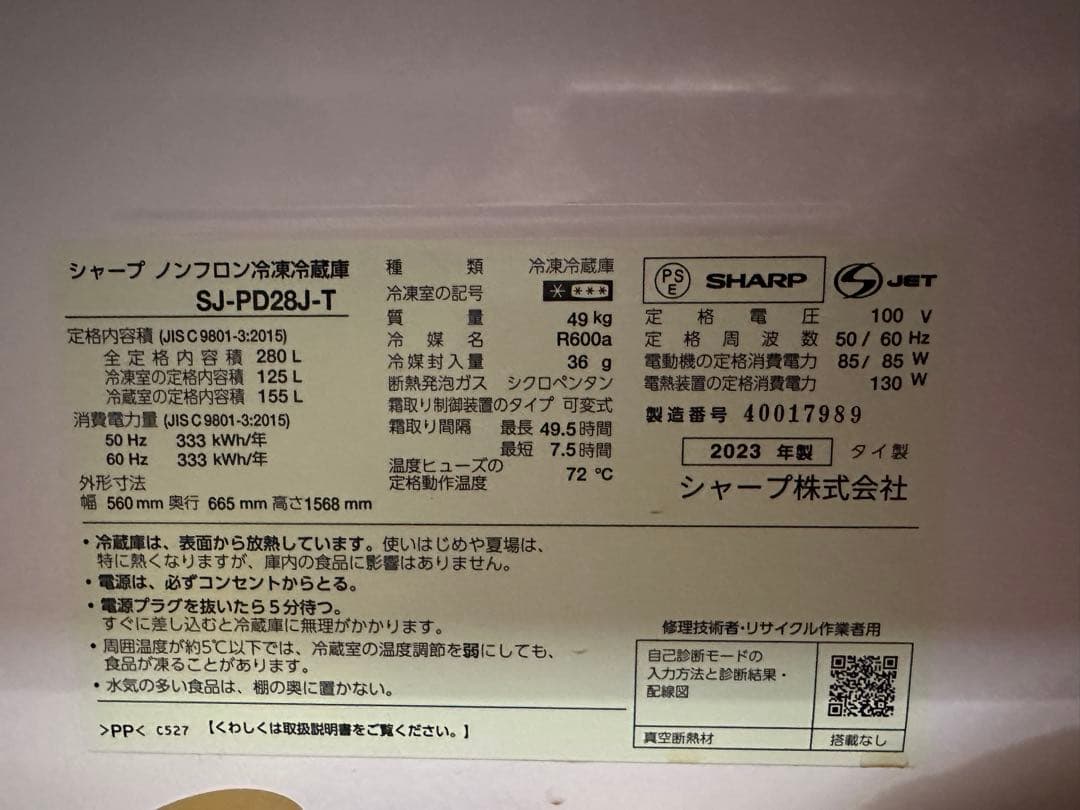 シャープ ノンフロン冷凍冷蔵庫
SJ-PD28J-T
定格内容積 (JIS C 9801-3:2015)
全定格内容積 280 L
冷凍室の定格内容積 125 L
冷蔵室の定格内容積 155 L
消費電力量 (JIS C 9801-3:2015)
50 Hz 333 kWh/年
60 Hz 333 kWh/年
外形寸法
幅 560 mm 奥行 665 mm 高さ1568 mm
種類 冷凍冷蔵庫
冷凍室の記号 * ***
質量 49 kg
冷媒名 R600a
冷媒封入量 36 g
断熱発泡ガス シクロペンタン
霜取り制御装置のタイプ 可変式
霜取り間隔 最長 49.5 時間
最短 7.5 時間
温度ヒューズの
定格動作温度 72 ℃
PS
E
SHARP
S JET
定格電圧 100 V
定格周波数 50 / 60 Hz
電動機の定格消費電力 85 / 85 W
電熱装置の定格消費電力 130 W
製造番号 40017989
2023 年製 タイ製
シャープ株式会社
・冷蔵庫は、表面から放熱しています。使いはじめや夏場は、
特に熱くなりますが、庫内の食品に影響はありません。
・電源は、必ずコンセントからとる。
・電源プラグを抜いたら5分待つ。
すぐに差し込むと冷蔵庫に無理がかかります。
・周囲温度が約5℃以下では、冷蔵室の温度調節を弱にしても、
食品が凍ることがあります。
・水気の多い食品は、棚の奥に置かない。
>PP< C527 【くわしくは取扱説明書をご覧ください。】
修理技術者・リサイクル作業者用
自己診断モードの
入力方法と診断結果・
配線図
真空断熱材 搭載なし